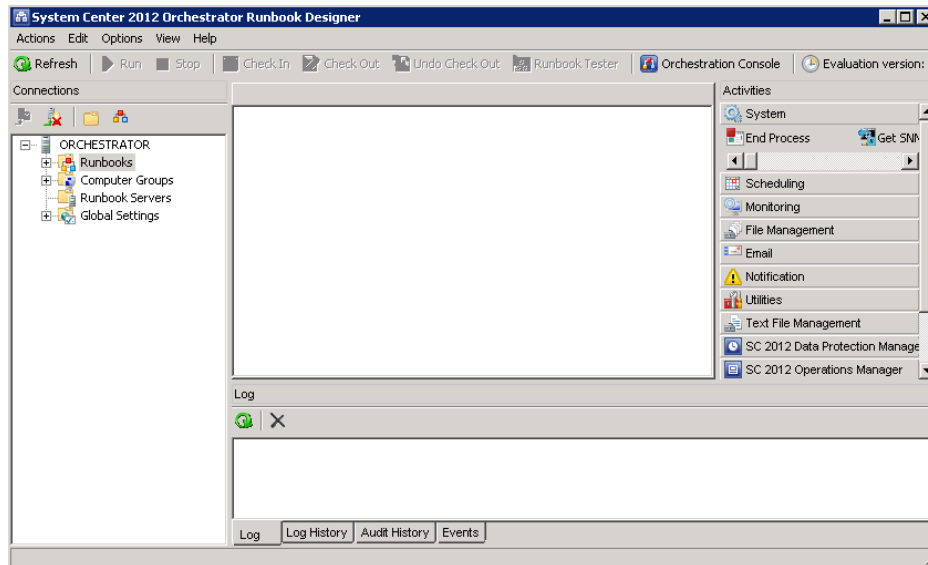 System Center 2012 Orchestrator Runbook Designer
Actions Edit Options View Help
Refresh Run Stop Check In Check Out Undo Check Out Runbook Tester Orchestration Console Evaluation version:
Connections
Activities
System
ORCHESTRATOR
End Process Get SNM
Runbooks
Computer Groups
Scheduling
Runbook Servers
Monitoring
Global Settings
File Management
Email
Notification
Utilities
Text File Management
SC 2012 Data Protection Manage
SC 2012 Operations Manager
Log
Log Log History Audit History Events